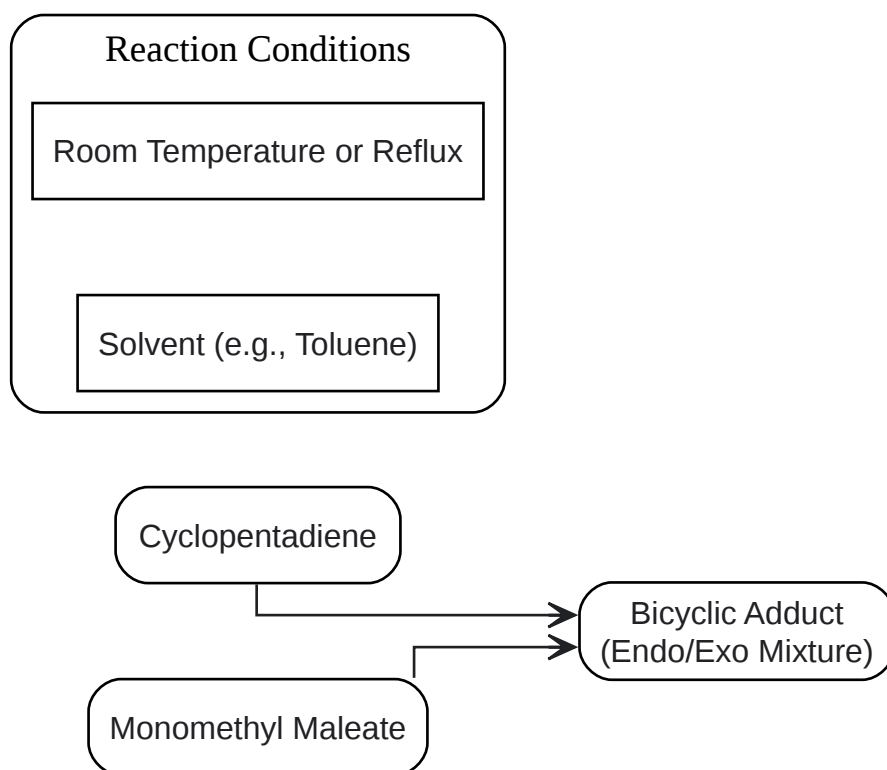 Reaction Conditions
Room Temperature or Reflux
Solvent (e.g., Toluene)
Cyclopentadiene
Bicyclic Adduct
(Endo/Exo Mixture)
Monomethyl Maleate